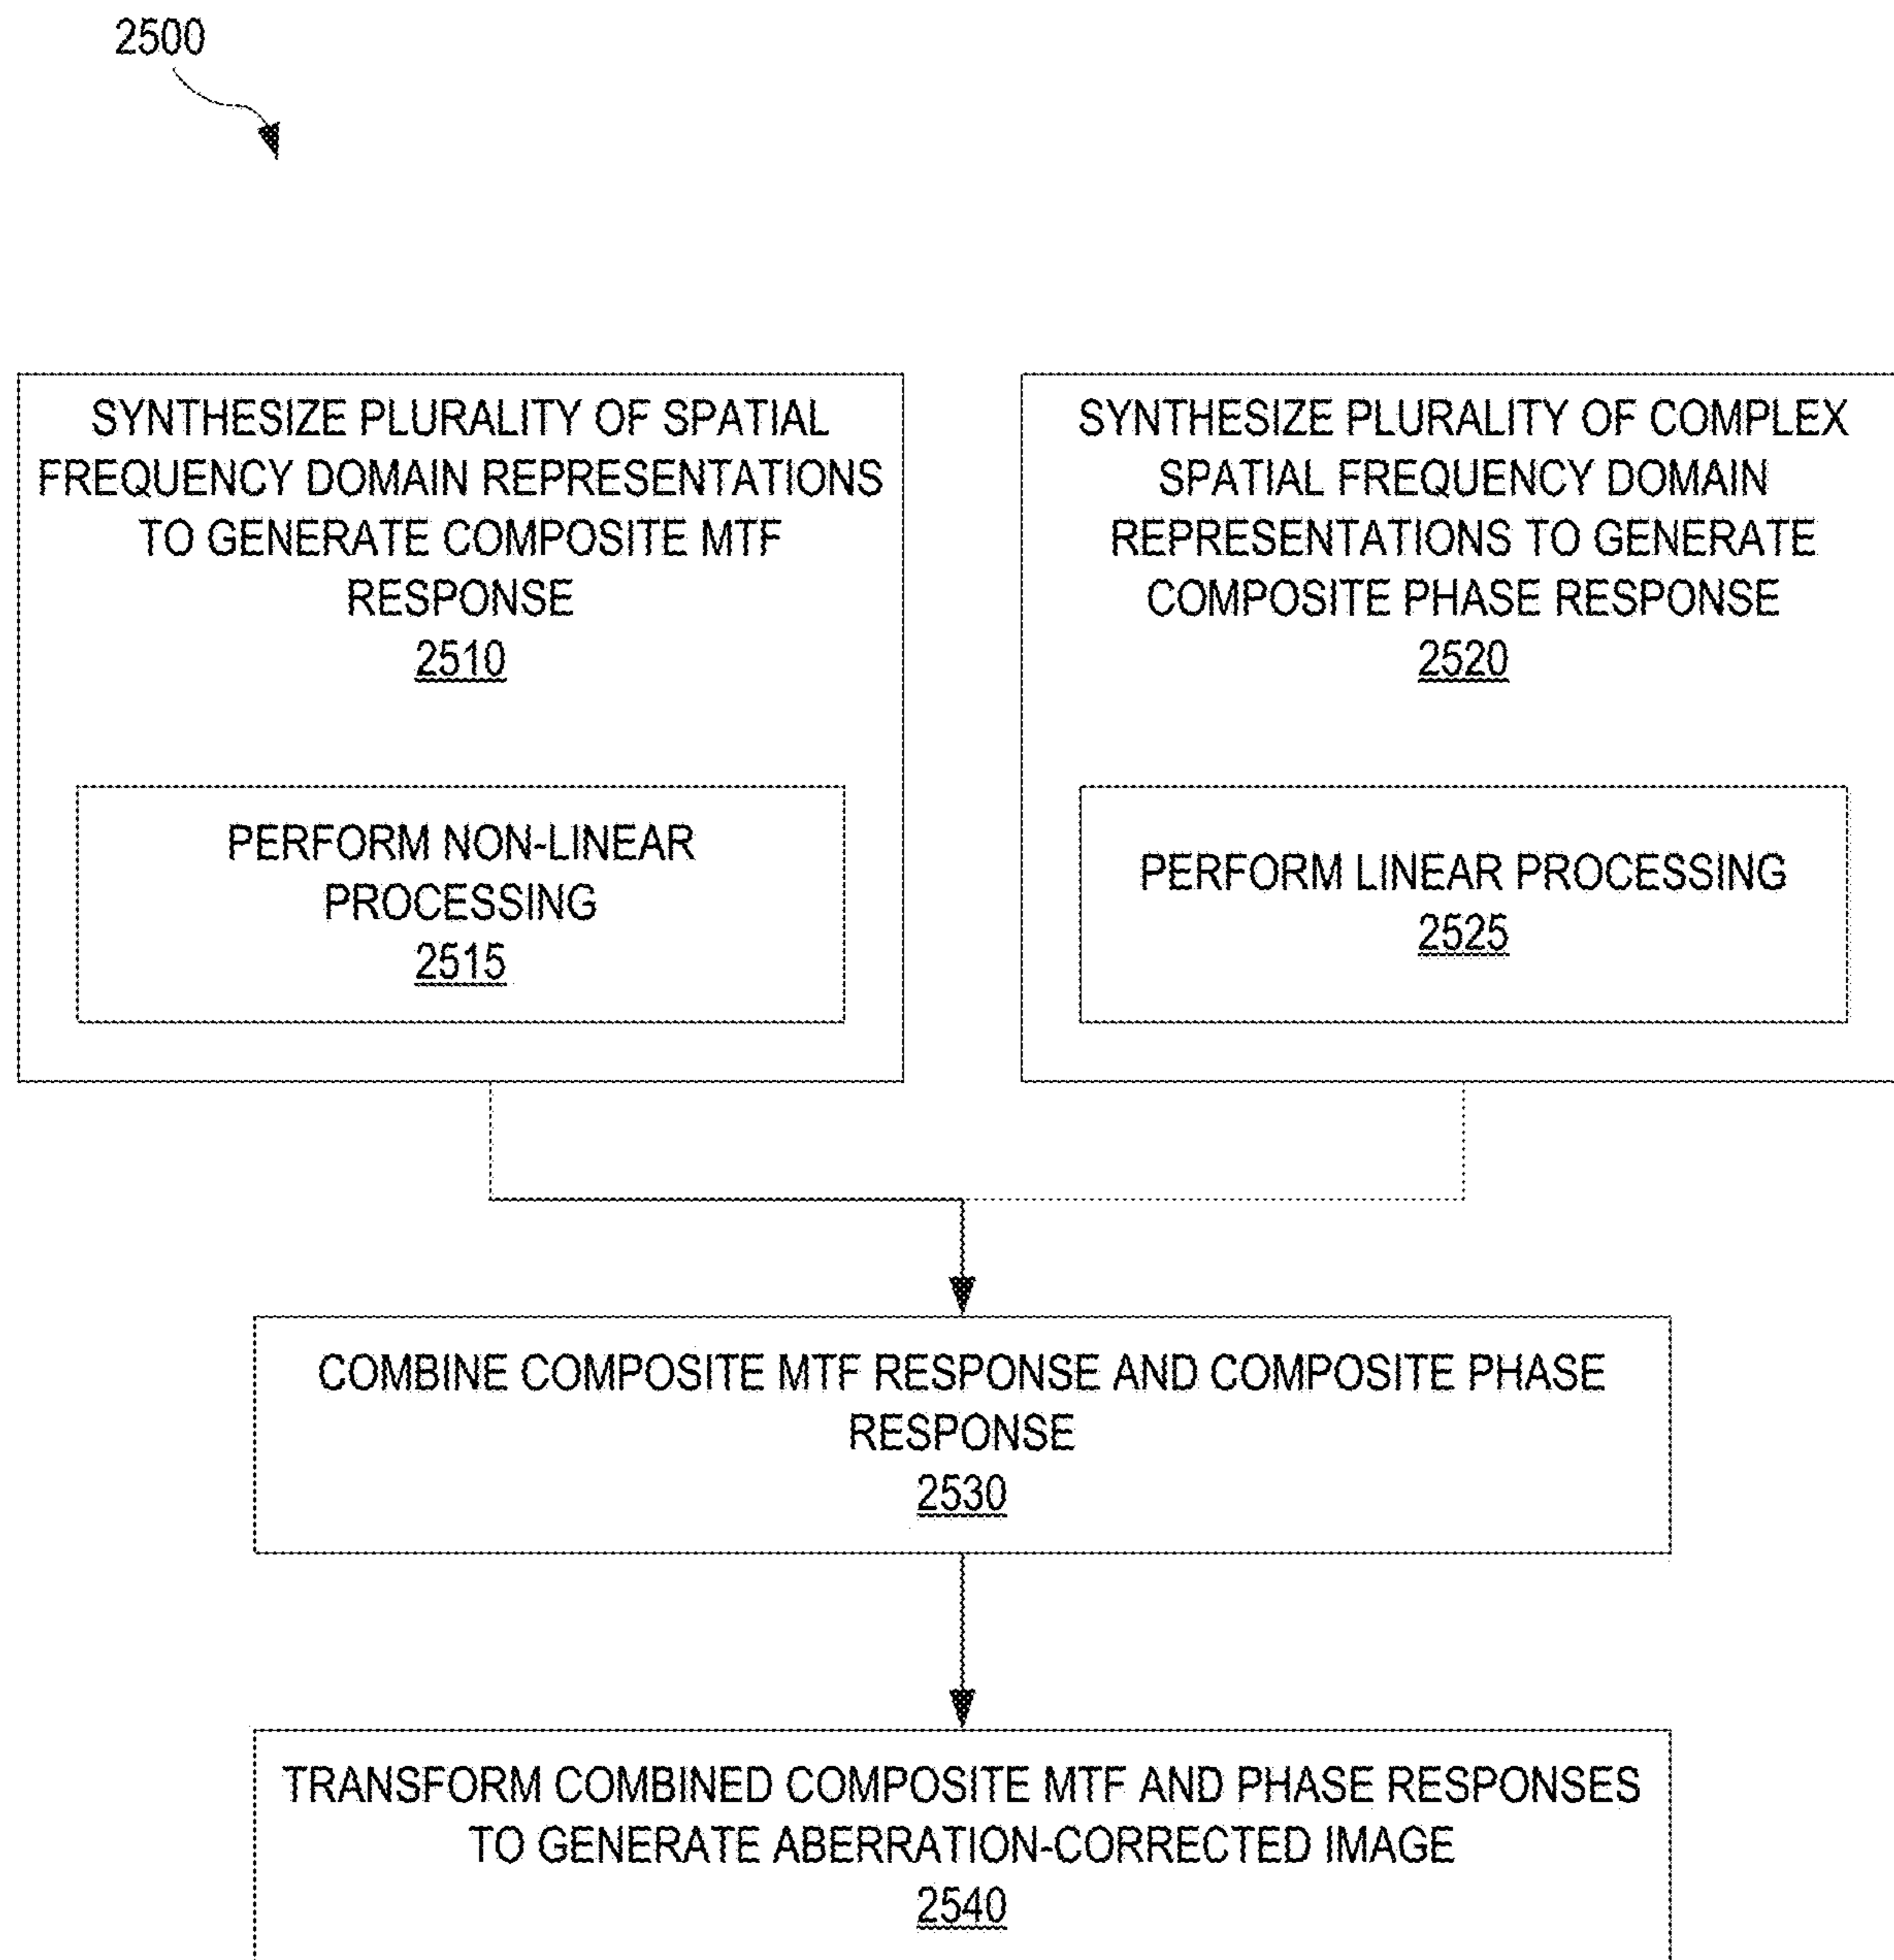 2500
SYNTHESIZE PLURALITY OF SPATIAL
FREQUENCY DOMAIN REPRESENTATIONS
TO GENERATE COMPOSITE MTF
RESPONSE
2510
PERFORM NON-LINEAR
PROCESSING
2515
SYNTHESIZE PLURALITY OF COMPLEX
SPATIAL FREQUENCY DOMAIN
REPRESENTATIONS TO GENERATE
COMPOSITE PHASE RESPONSE
2520
PERFORM LINEAR PROCESSING
2525
COMBINE COMPOSITE MTF RESPONSE AND COMPOSITE PHASE
RESPONSE
2530
TRANSFORM COMBINED COMPOSITE MTF AND PHASE RESPONSES
TO GENERATE ABERRATION-CORRECTED IMAGE
2540